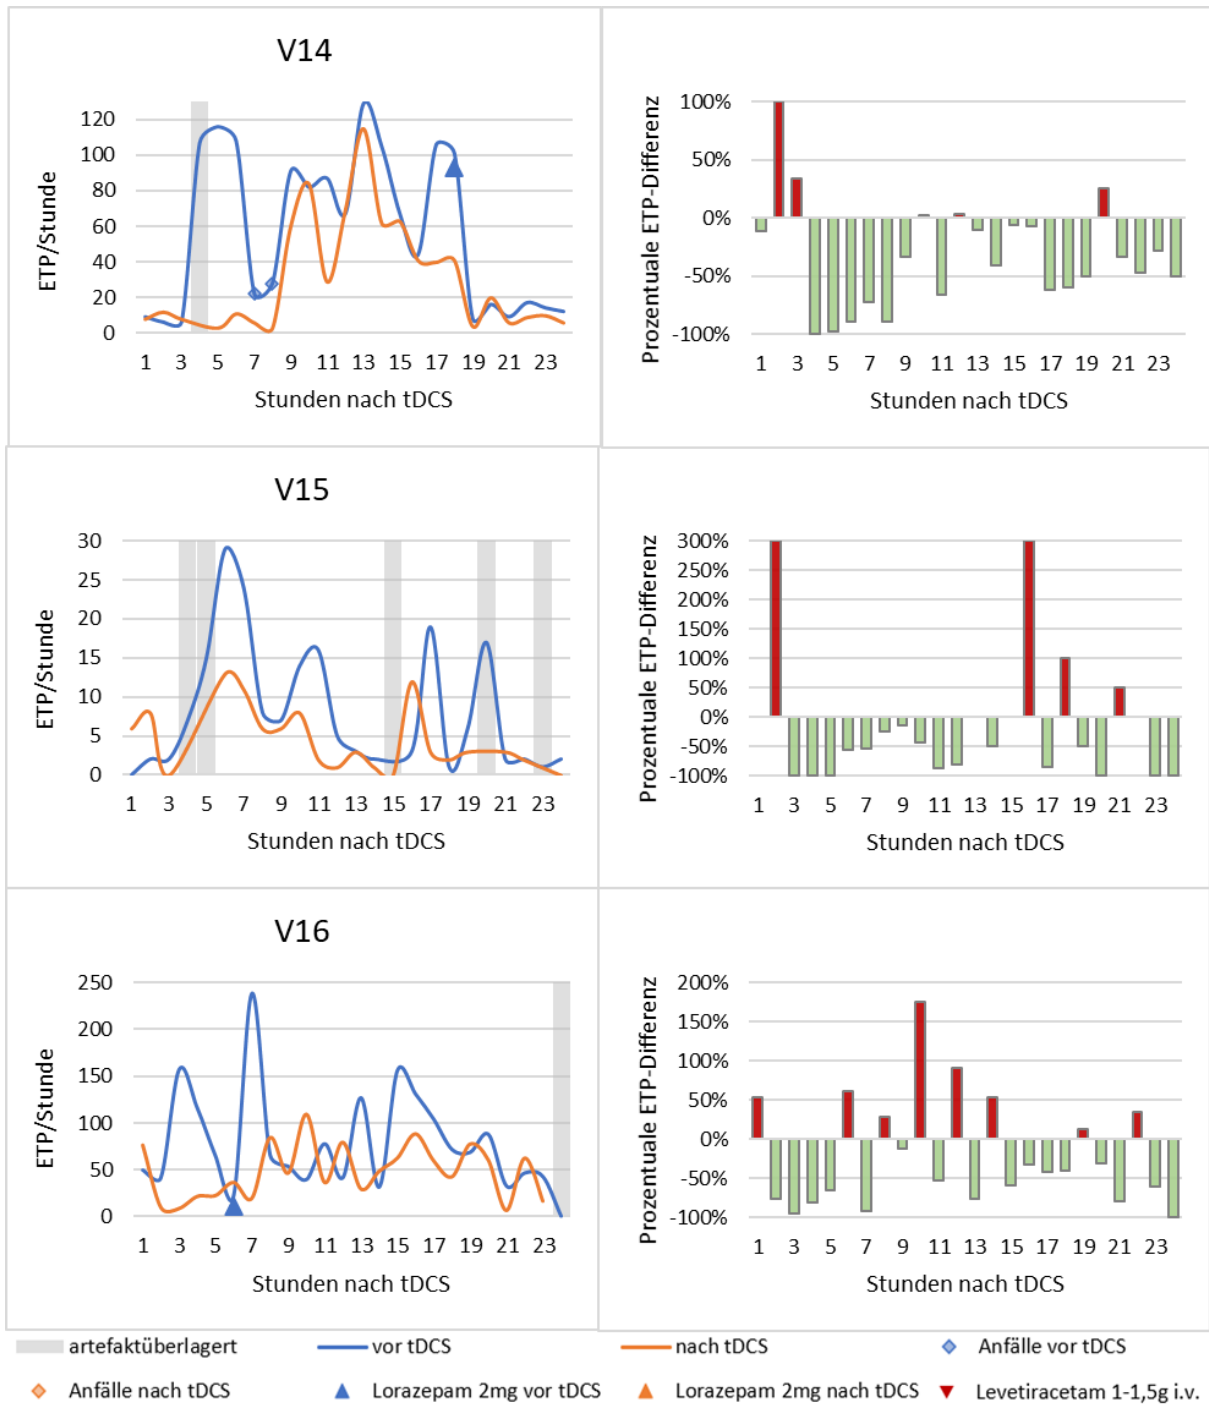 V14
ETP/Stunde
120
100
80
60
40
20
0
1 3 5 7 9 11 13 15 17 19 21 23
Stunden nach tDCS
Prozentuale ETP-Differenz
100%
50%
0%
-50%
-100%
1 3 5 7 9 11 13 15 17 19 21 23
Stunden nach tDCS
V15
ETP/Stunde
30
25
20
15
10
5
0
1 3 5 7 9 11 13 15 17 19 21 23
Stunden nach tDCS
Prozentuale ETP-Differenz
300%
250%
200%
150%
100%
50%
0%
-50%
-100%
1 3 5 7 9 11 13 15 17 19 21 23
Stunden nach tDCS
V16
ETP/Stunde
250
200
150
100
50
0
1 3 5 7 9 11 13 15 17 19 21 23
Stunden nach tDCS
Prozentuale ETP-Differenz
200%
150%
100%
50%
0%
-50%
-100%
1 3 5 7 9 11 13 15 17 19 21 23
Stunden nach tDCS
artefaktüberlagert vor tDCS nach tDCS Anfälle vor tDCS
Anfälle nach tDCS Lorazepam 2mg vor tDCS Lorazepam 2mg nach tDCS Levetiracetam 1-1,5g i.v.